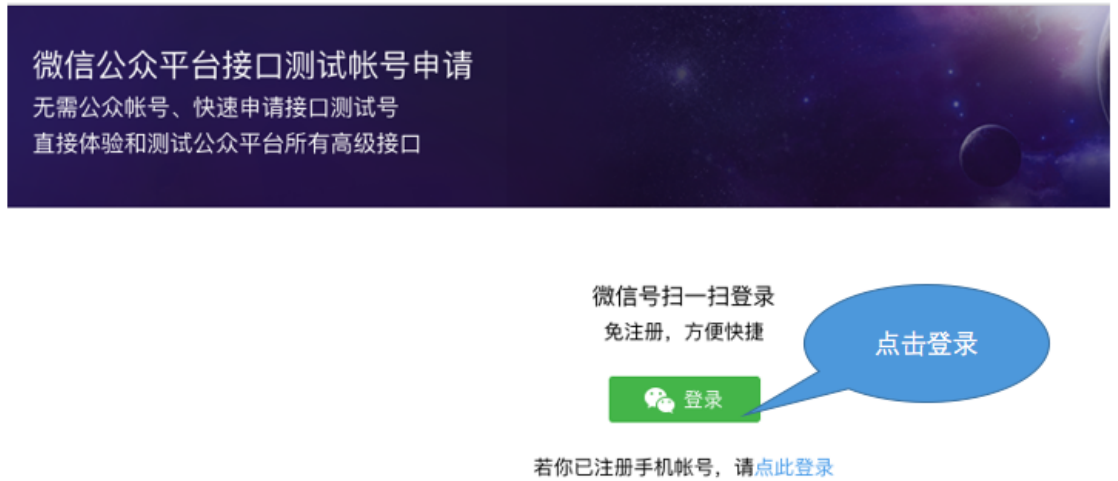 微信公众平台接口测试帐号申请
无需公众帐号、快速申请接口测试号
直接体验和测试公众平台所有高级接口
微信号扫一扫登录
免注册，方便快捷
点击登录
登录
若你已注册手机帐号，请点此登录